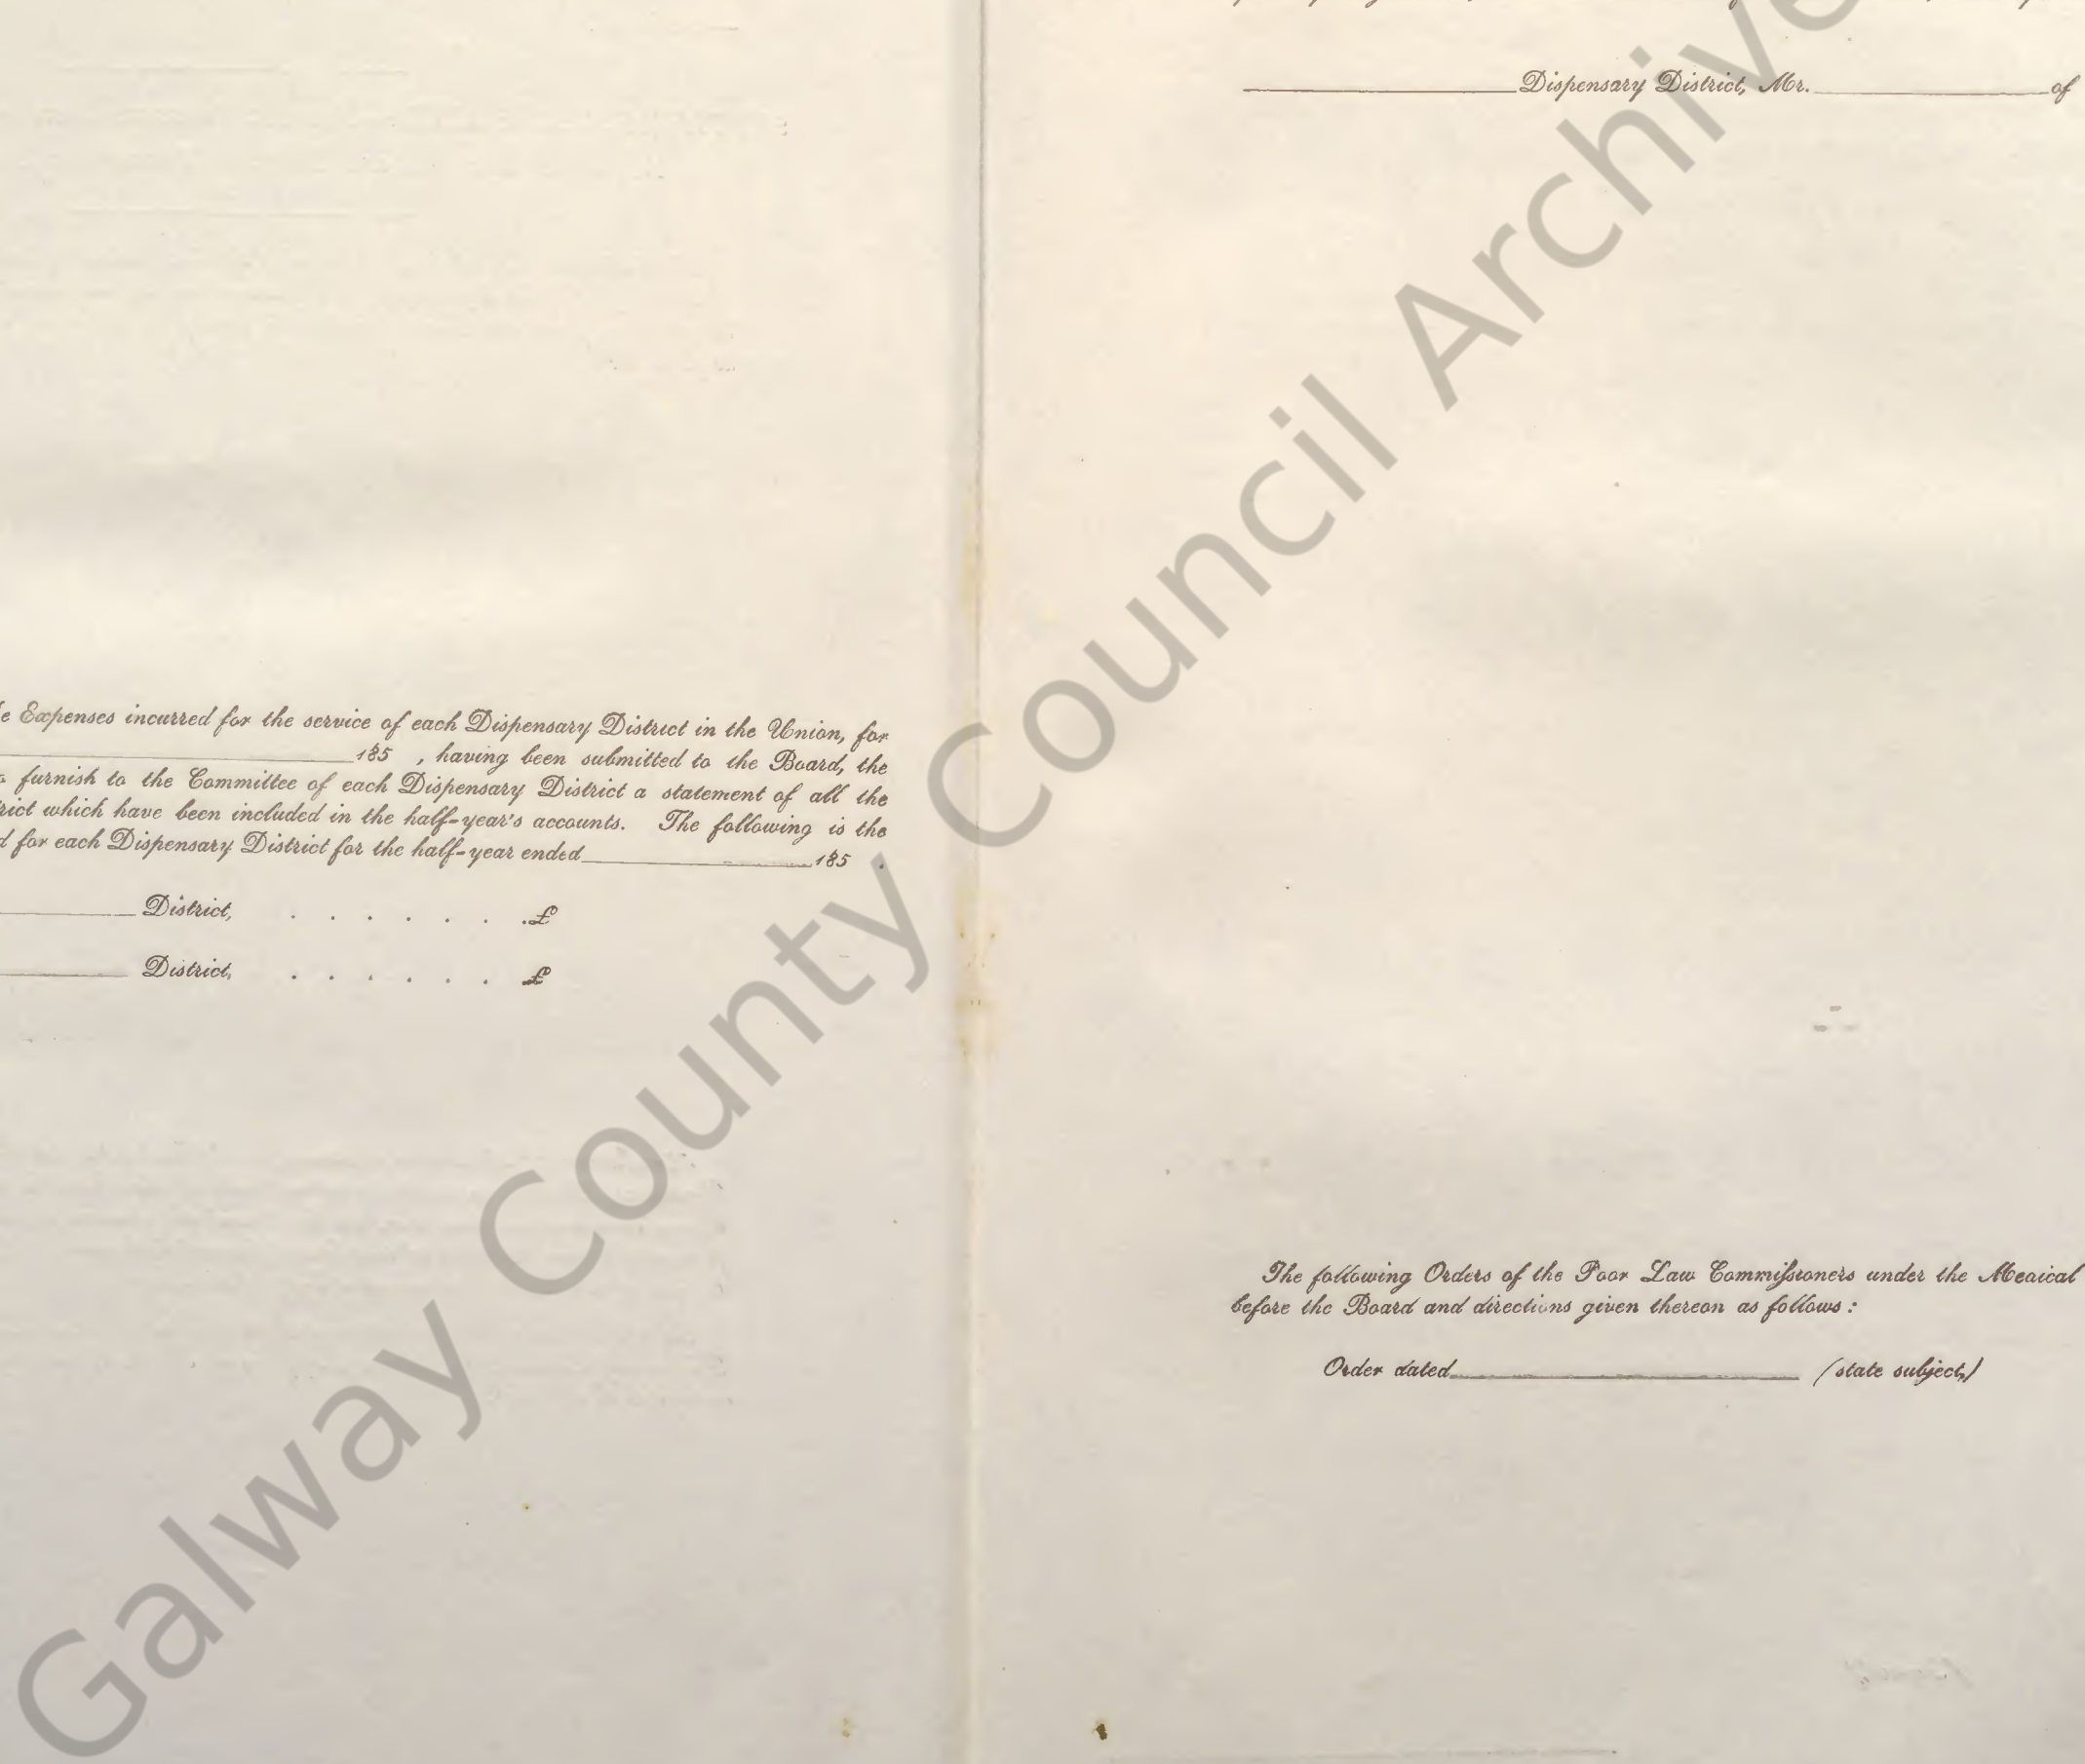 e Expenses incurred for the service of each Dispensary District in the Union, for
185 , having been submitted to the Board, the
furnish to the Committee of each Dispensary District a statement of all the
rict which have been included in the half-year's accounts. The following is the
d for each Dispensary District for the half-year ended 185 .
District, . . . . . . .£
District, . . . . . . £
Dispensary District, Mr. of
The following Orders of the Poor Law Commiſsioners under the Medical
before the Board and directions given thereon as follows:
Order dated (state subject,)
Galway County Council Archive